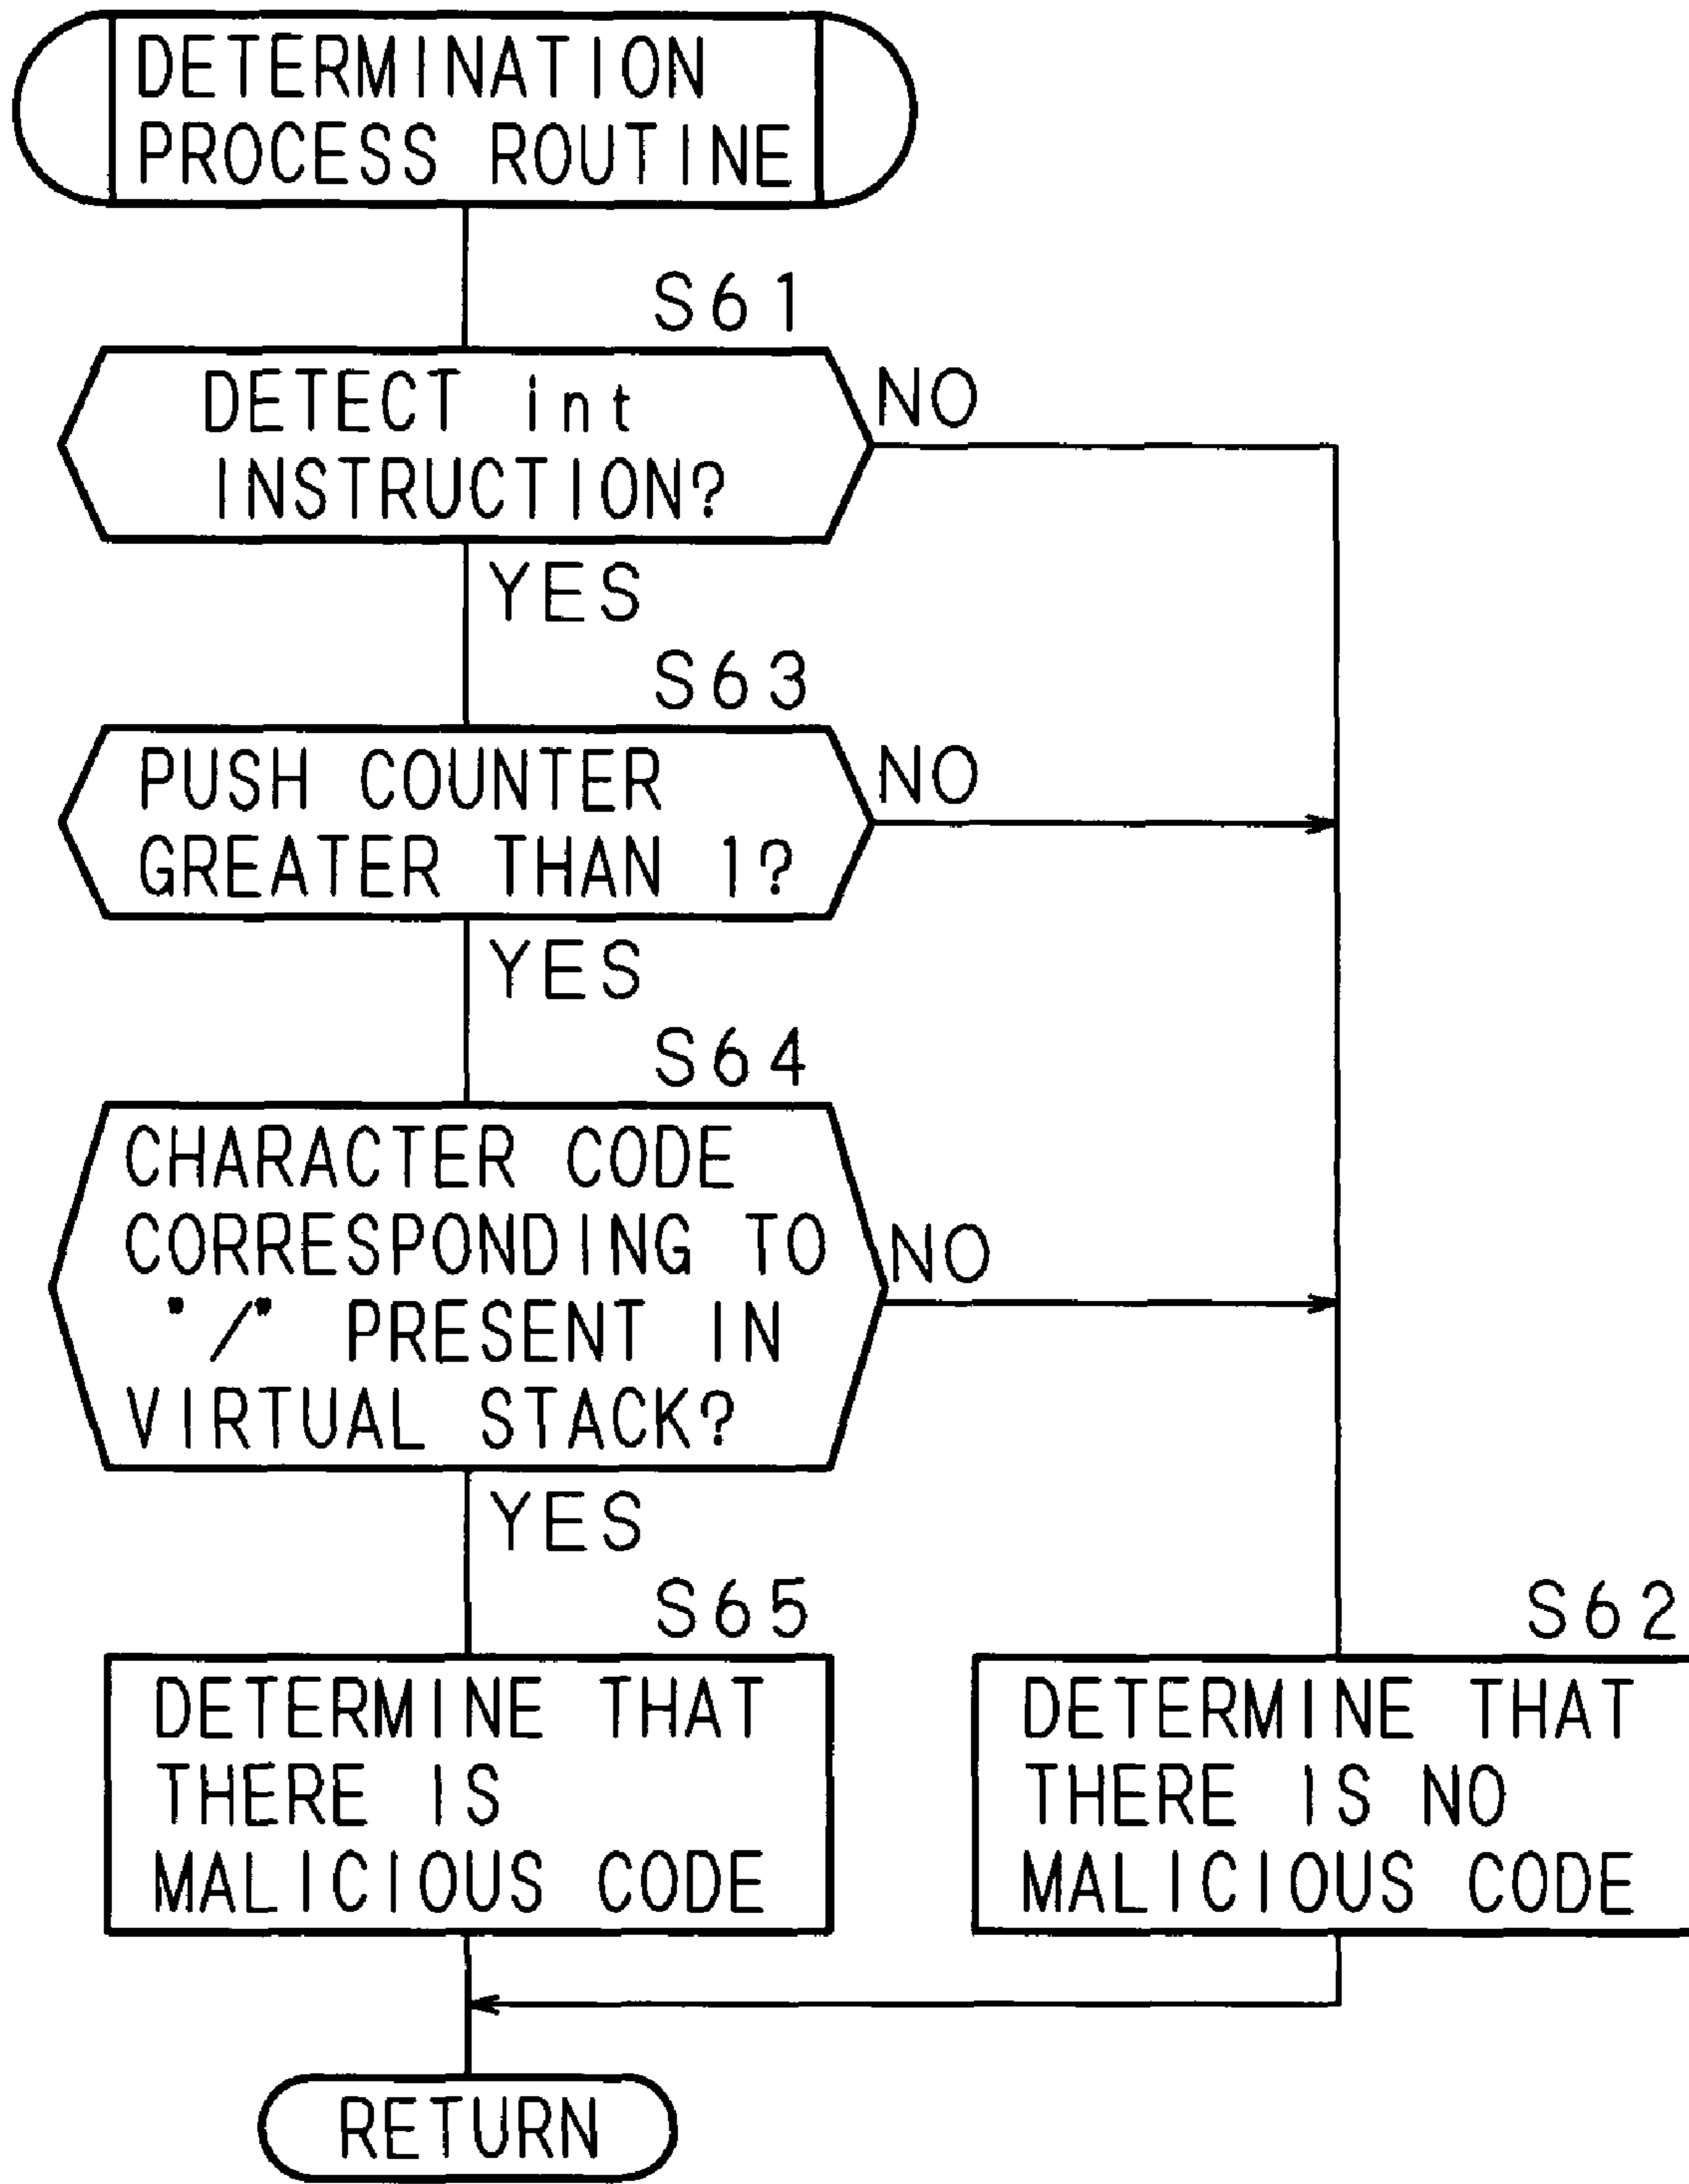 DETERMINATION
PROCESS ROUTINE
S61
DETECT int
INSTRUCTION?
NO
YES
S63
PUSH COUNTER
GREATER THAN 1?
NO
YES
S64
CHARACTER CODE
CORRESPONDING TO
"/" PRESENT IN
VIRTUAL STACK?
NO
YES
S65
DETERMINE THAT
THERE IS
MALICIOUS CODE
S62
DETERMINE THAT
THERE IS NO
MALICIOUS CODE
RETURN